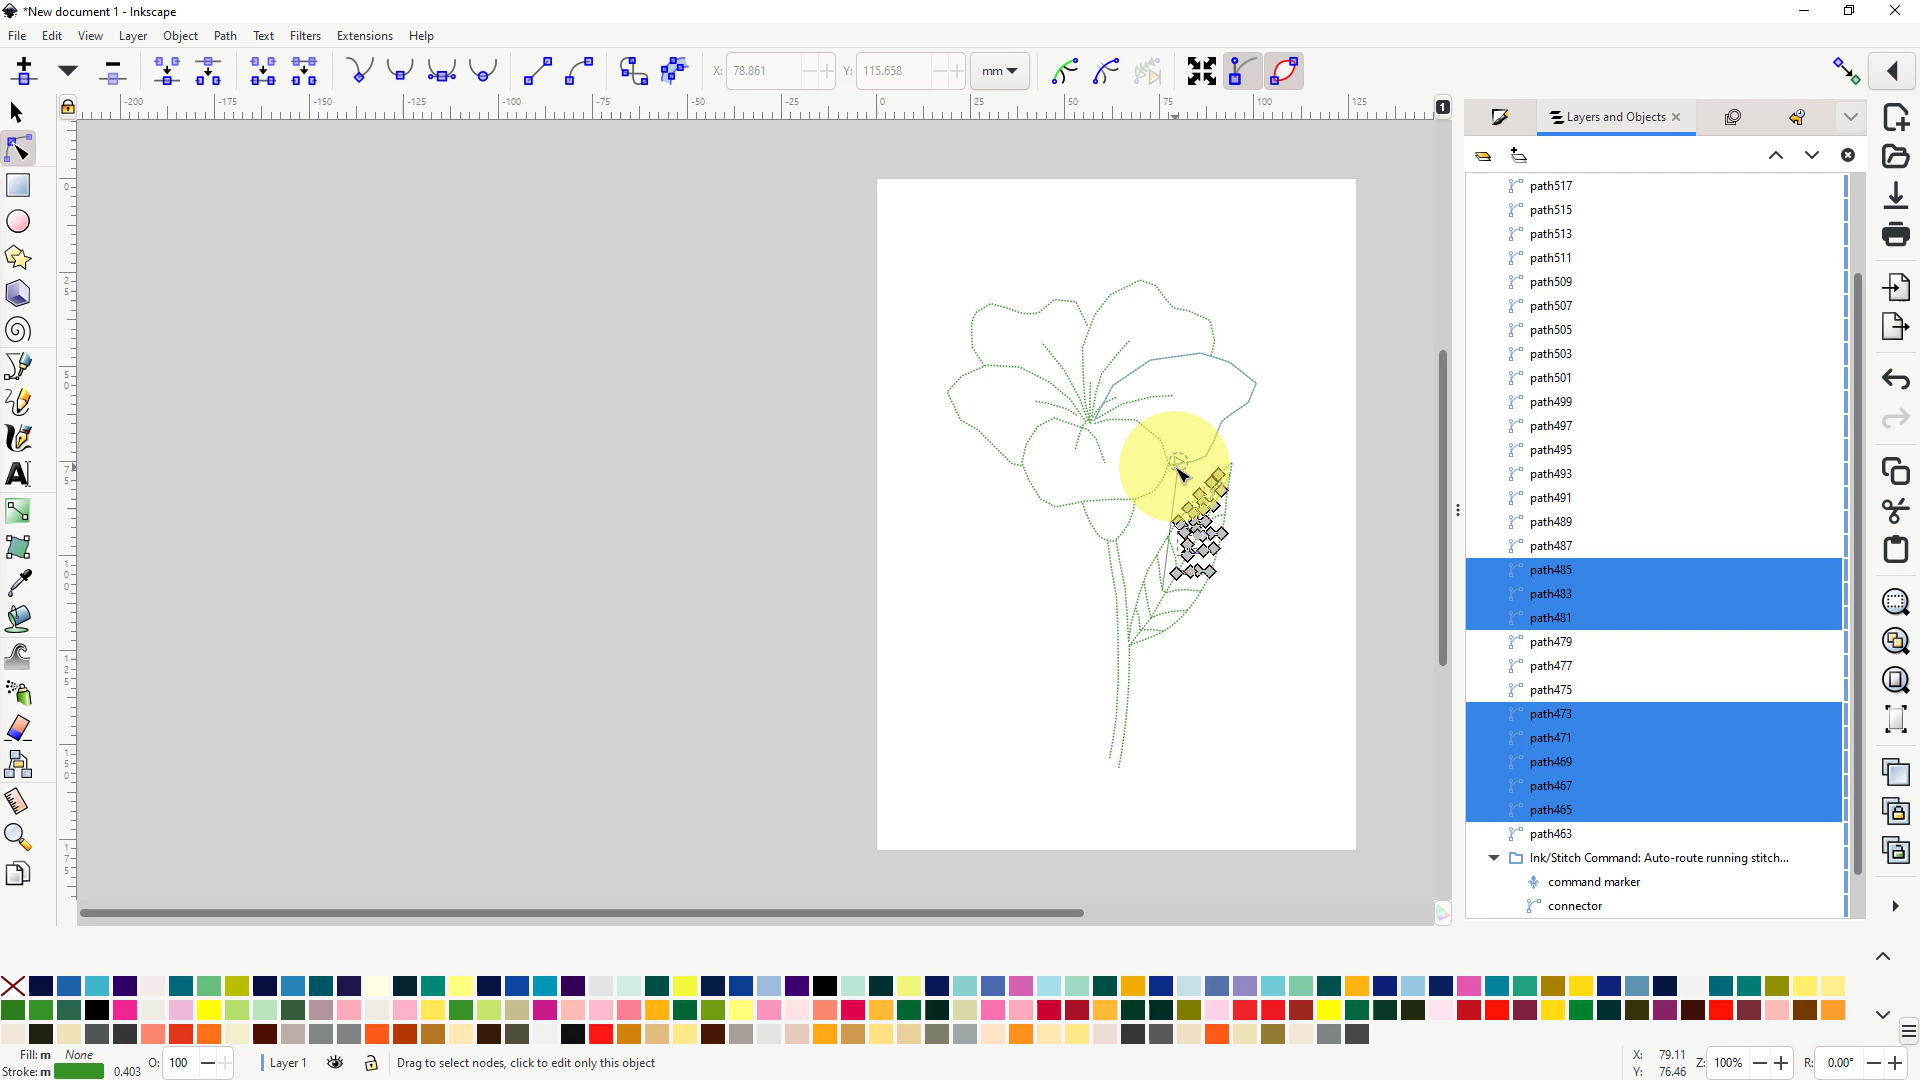 *New document 1 - Inkscape
File Edit View Layer Object Path Text Filters Extensions Help
X: 78.861 Y: 115.658 mm
-200 -175 -150 -125 -100 -75 -50 -25 0 25 50 75 100 125
1
Layers and Objects
path517
path515
path513
path511
path509
path507
path505
path503
path501
path499
path497
path495
path493
path491
path489
path487
path485
path483
path481
path479
path477
path475
path473
path471
path469
path467
path465
path463
Ink/Stitch Command: Auto-route running stitch...
command marker
connector
Fill: m None
Stroke: m 0.403
O: 100
Layer 1
Drag to select nodes, click to edit only this object
X: 79.11
Y: 76.46
Z: 100%
R: 0.00°